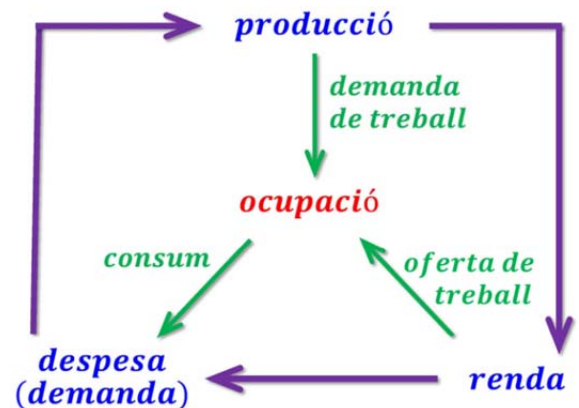 producció
demanda
de treball
ocupació
consum
oferta de
treball
despesa
(demanda)
renda